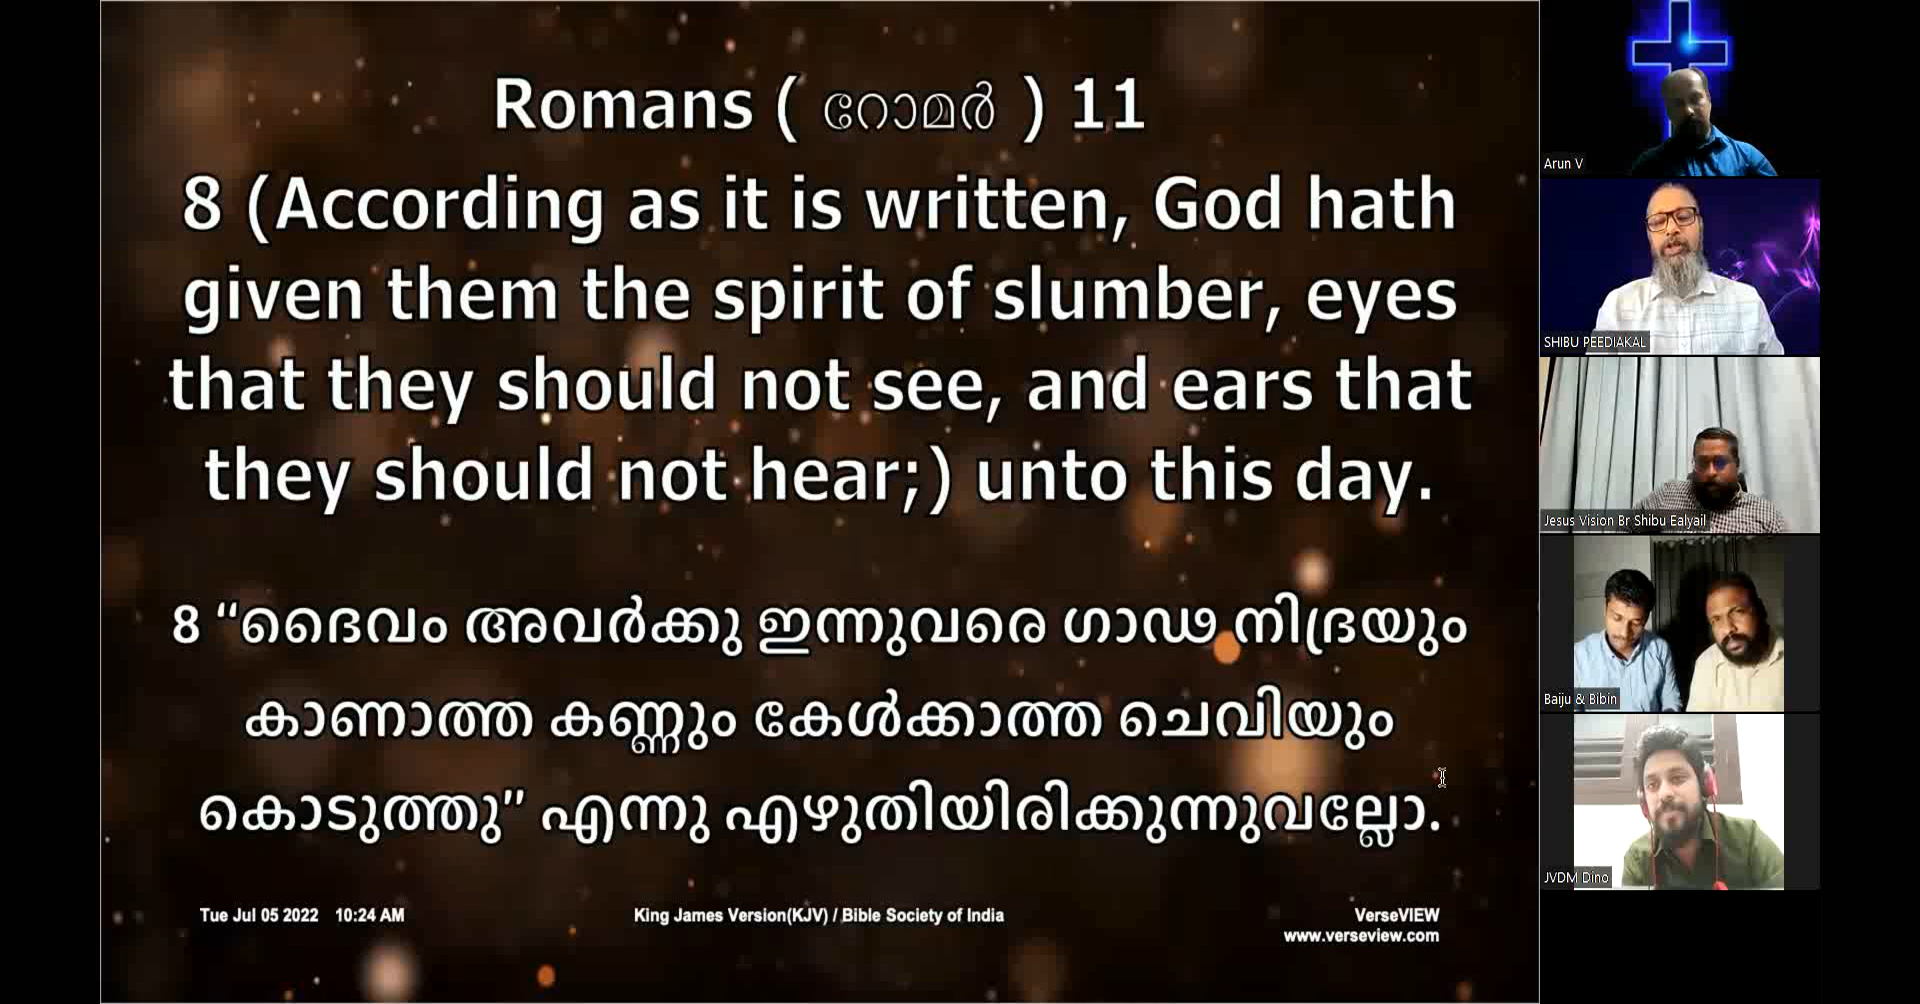 Romans ( റോമർ ) 11
8 (According as it is written, God hath
given them the spirit of slumber, eyes
that they should not see, and ears that
they should not hear;) unto this day.
8 “ദൈവം അവർക്കു ഇന്നുവരെ ഗാഢ നിദ്രയും
കാണാത്ത കണ്ണും കേൾക്കാത്ത ചെവിയും
കൊടുത്തു” എന്നു എഴുതിയിരിക്കുന്നുവല്ലോ.
Tue Jul 05 2022 10:24 AM
King James Version(KJV) / Bible Society of India
VerseVIEW
www.verseview.com
Arun V
SHIBU PEEDIAKAL
Jesus Vision Br Shibu Ealyail
Baiju & Bibin
JVDM Dino